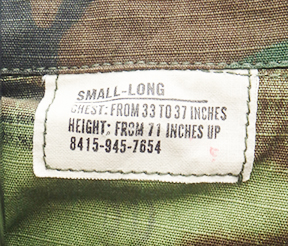 SMALL-LONG
CHEST: FROM 33 TO 37 INCHES
HEIGHT: FROM 71 INCHES UP
8415-945-7654